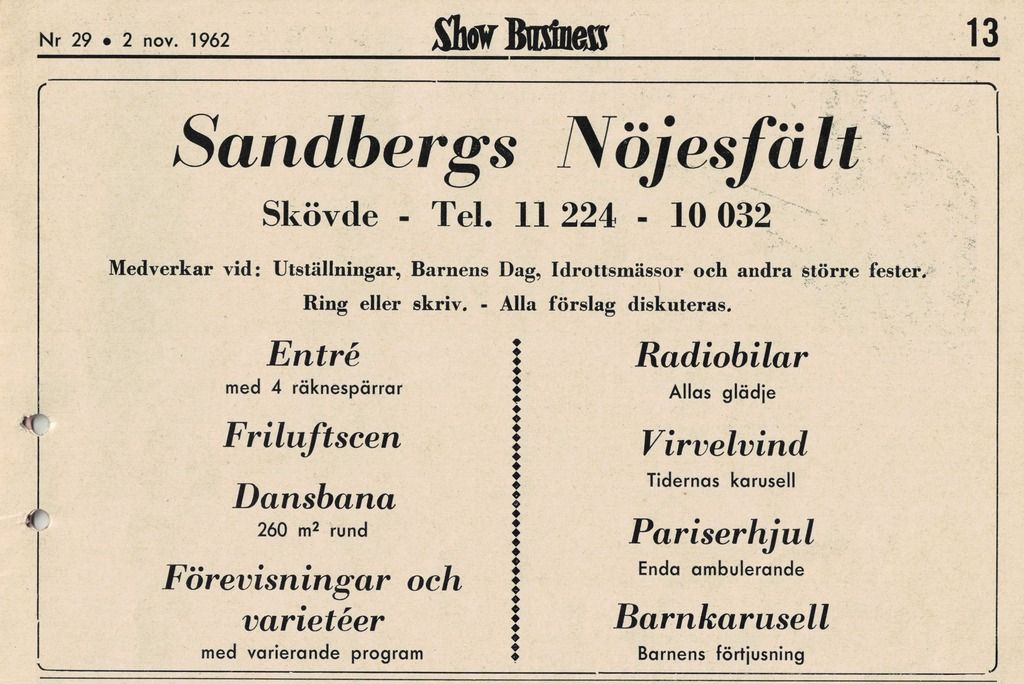 Nr 29 • 2 nov. 1962
Show Business
13
Sandbergs Nöjesfält
Skövde - Tel. 11 224 - 10 032
Medverkar vid: Utställningar, Barnens Dag, Idrottsmässor och andra större fester.
Ring eller skriv. - Alla förslag diskuteras.
Entré
med 4 räknespärrar
Friluftscen
Dansbana
260 m² rund
Förevisningar och
varietéer
med varierande program
Radiobilar
Allas glädje
Virvelvind
Tidernas karusell
Pariserhjul
Enda ambulerande
Barnkarusell
Barnens förtjusning